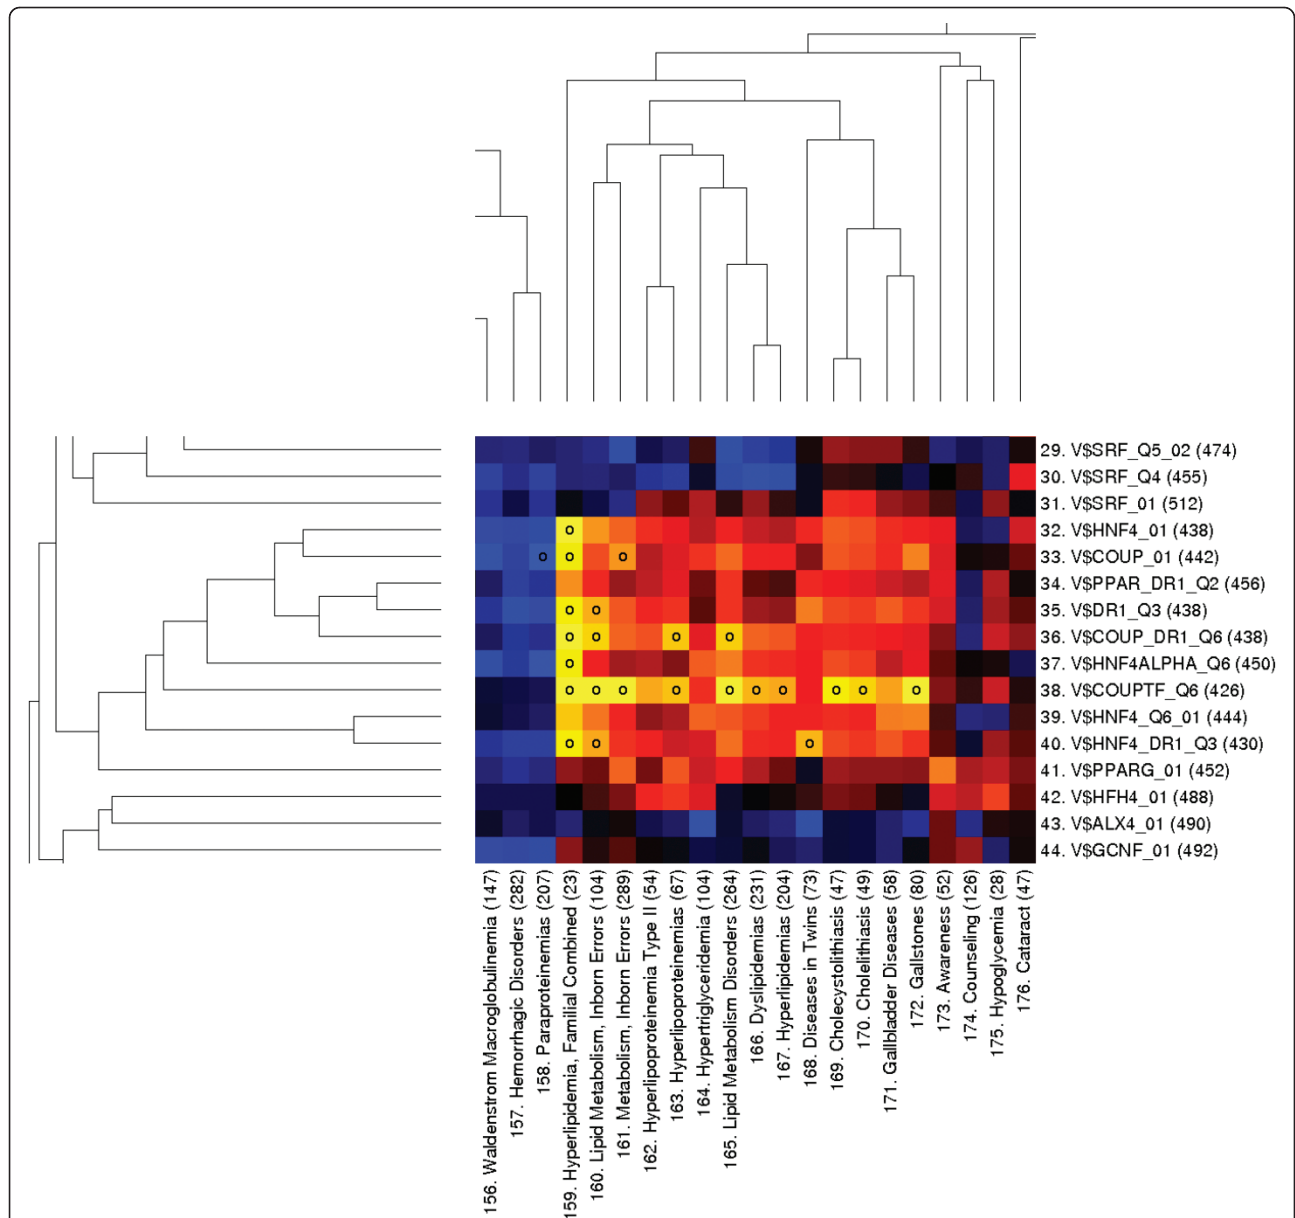 29. V$SRF_Q5_02 (474)
30. V$SRF_Q4 (455)
31. V$SRF_01 (512)
32. V$HNF4_01 (438)
33. V$COUP_01 (442)
34. V$PPAR_DR1_Q2 (456)
35. V$DR1_Q3 (438)
36. V$COUP_DR1_Q6 (438)
37. V$HNF4ALPHA_Q6 (450)
38. V$COUPTF_Q6 (426)
39. V$HNF4_Q6_01 (444)
40. V$HNF4_DR1_Q3 (430)
41. V$PPARG_01 (452)
42. V$HFH4_01 (488)
43. V$ALX4_01 (490)
44. V$GCNF_01 (492)
156. Waldenstrom Macroglobulinemia (147)
157. Hemorrhagic Disorders (282)
158. Paraproteinemias (207)
159. Hyperlipidemia, Familial Combined (23)
160. Lipid Metabolism, Inborn Errors (104)
161. Metabolism, Inborn Errors (289)
162. Hyperlipoproteinemia Type II (54)
163. Hyperlipoproteinemias (67)
164. Hypertriglyceridemia (104)
165. Lipid Metabolism Disorders (264)
166. Dyslipidemias (231)
167. Hyperlipidemias (204)
168. Diseases in Twins (73)
169. Cholecystolithiasis (47)
170. Cholelithiasis (49)
171. Gallbladder Diseases (58)
172. Gallstones (80)
173. Awareness (52)
174. Counseling (126)
175. Hypoglycemia (28)
176. Cataract (47)